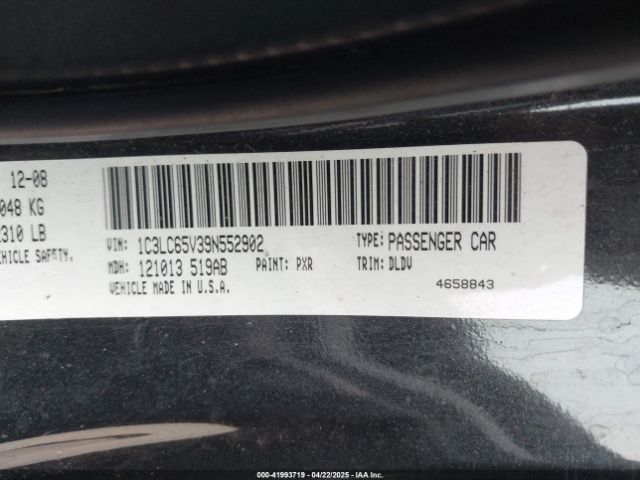 12-08
048 KG
2310 LB
VEHICLE SAFETY.
VIN: 1C3LC65V39N552902 TYPE: PASSENGER CAR
MDH: 121013 519AB PAINT: PXR TRIM: DLDV
VEHICLE MADE IN U.S.A. 4658843
000-41993719 - 04/22/2025 - IAA Inc.